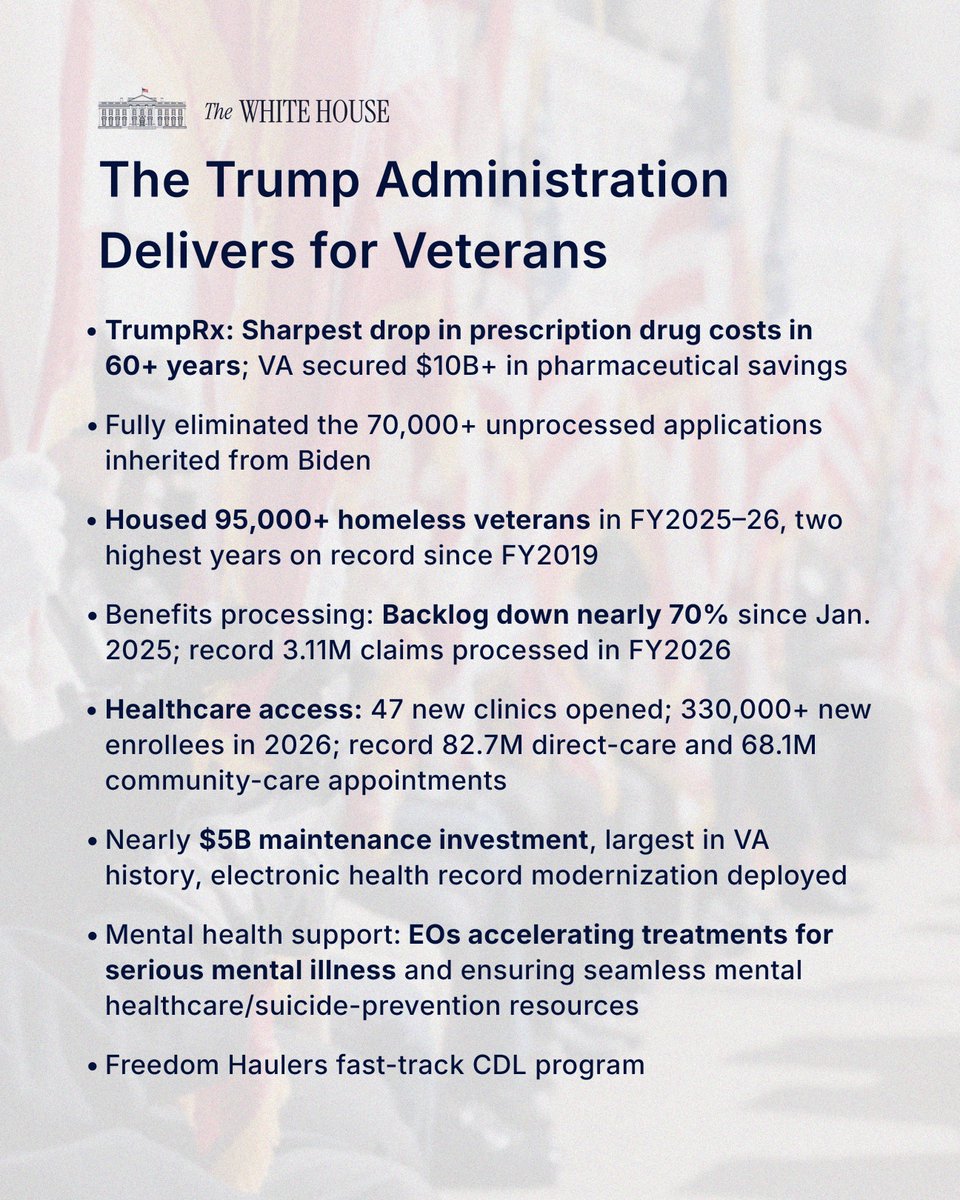 The WHITE HOUSE
The Trump Administration
Delivers for Veterans
• TrumpRx: Sharpest drop in prescription drug costs in
60+ years; VA secured $10B+ in pharmaceutical savings
• Fully eliminated the 70,000+ unprocessed applications
inherited from Biden
• Housed 95,000+ homeless veterans in FY2025–26, two
highest years on record since FY2019
• Benefits processing: Backlog down nearly 70% since Jan.
2025; record 3.11M claims processed in FY2026
• Healthcare access: 47 new clinics opened; 330,000+ new
enrollees in 2026; record 82.7M direct-care and 68.1M
community-care appointments
• Nearly $5B maintenance investment, largest in VA
history, electronic health record modernization deployed
• Mental health support: EOs accelerating treatments for
serious mental illness and ensuring seamless mental
healthcare/suicide-prevention resources
• Freedom Haulers fast-track CDL program